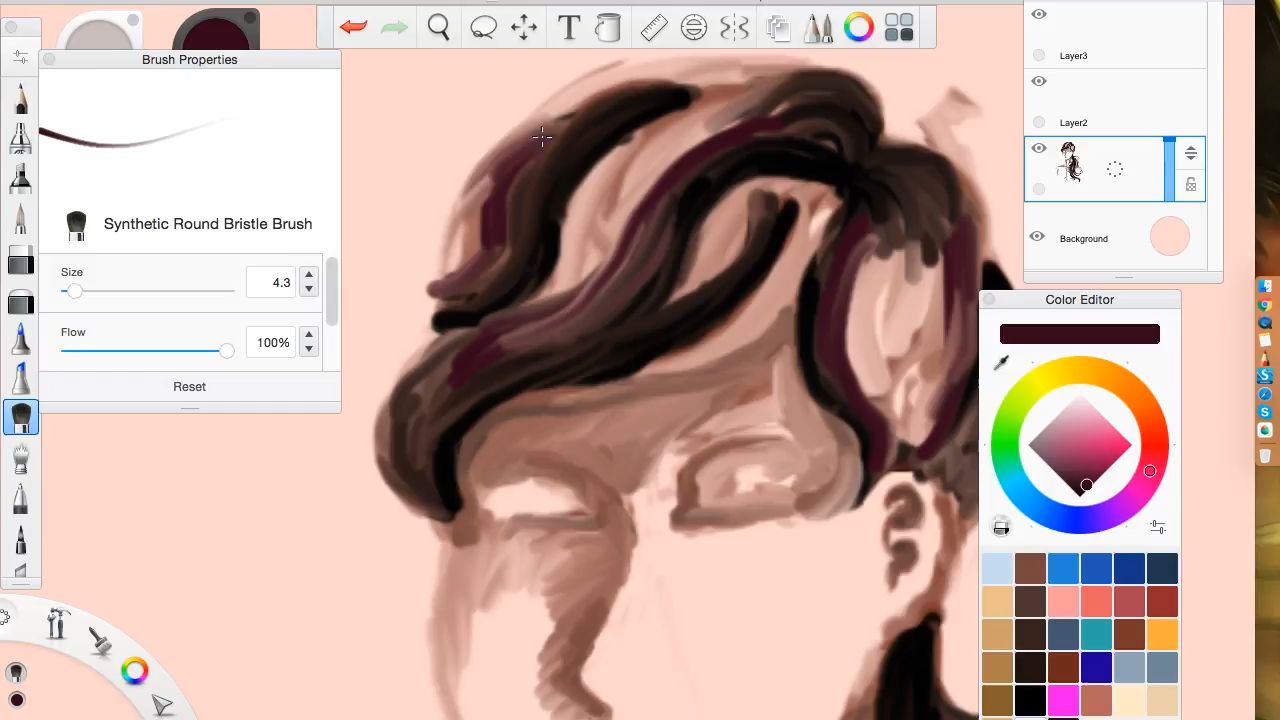 T
Brush Properties
Synthetic Round Bristle Brush
Size
4.3
Flow
100%
Reset
Layer3
Layer2
Background
Color Editor
S
S